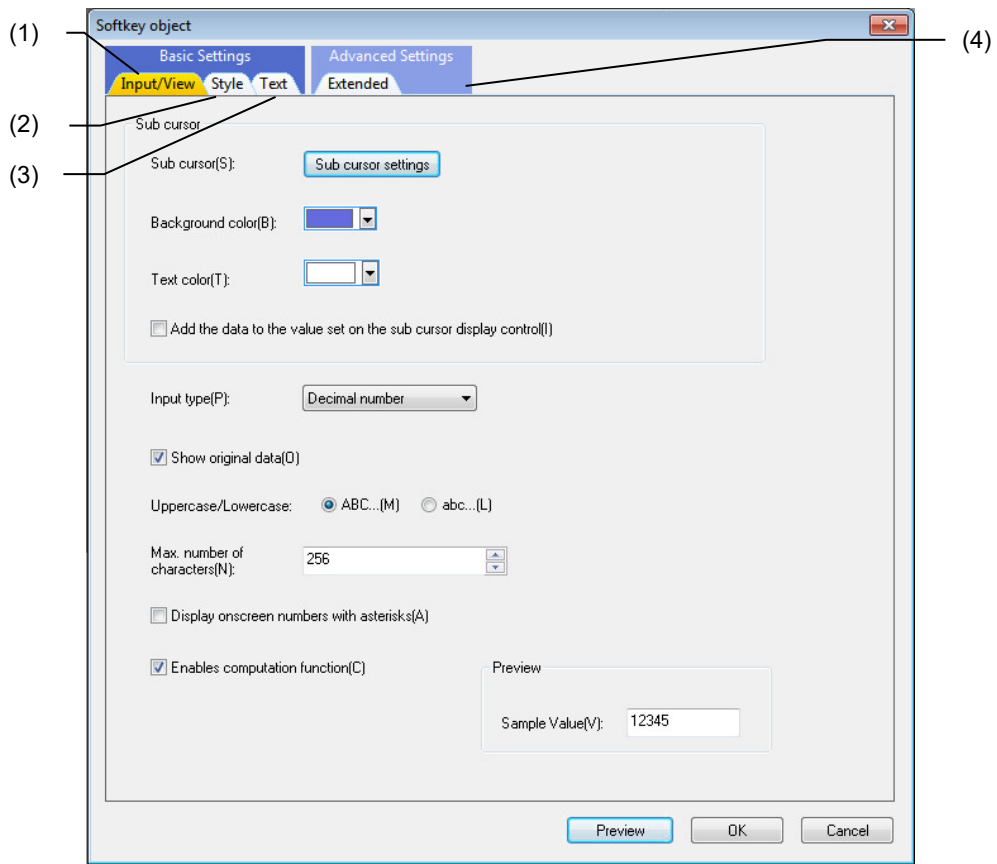 Softkey object
(1)
(4)
Basic Settings
Advanced Settings
Input/View
Style
Text
Extended
(2)
(3)
Sub cursor
Sub cursor(S):
Sub cursor settings
Background color(B):
Text color(T):
Add the data to the value set on the sub cursor display control(I)
Input type(P):
Decimal number
Show original data(O)
Uppercase/Lowercase:
ABC...(M)
abc...(L)
Max. number of
characters(N):
256
Display onscreen numbers with asterisks(A)
Enables computation function(C)
Preview
Sample Value(V):
12345
Preview
OK
Cancel